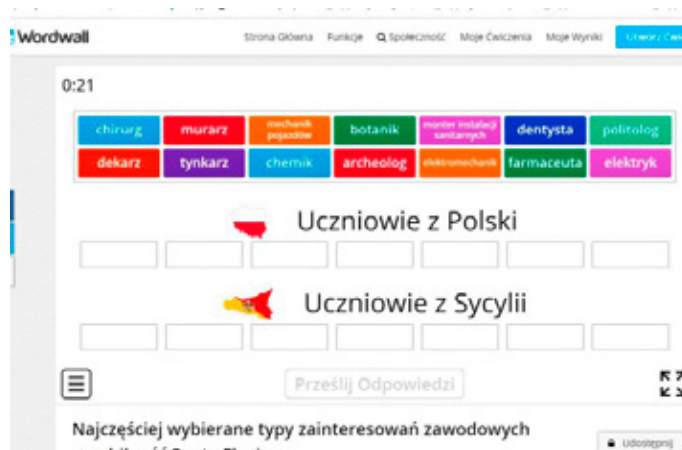 Wordwall Strona Główna Funkcje Społeczność Moje Ćwiczenia Moje Wyniki Utwórz Ćwi
0:21
chirurg murarz mechanik pojazdów botanik monter instalacji sanitarnych dentysta politolog
dekarz tynkarz chemik archeolog elektromechanik farmaceuta elektryk
Uczniowie z Polski
Uczniowie z Sycylii
Prześlij Odpowiedzi
Najczęściej wybierane typy zainteresowań zawodowych
Udostępnij